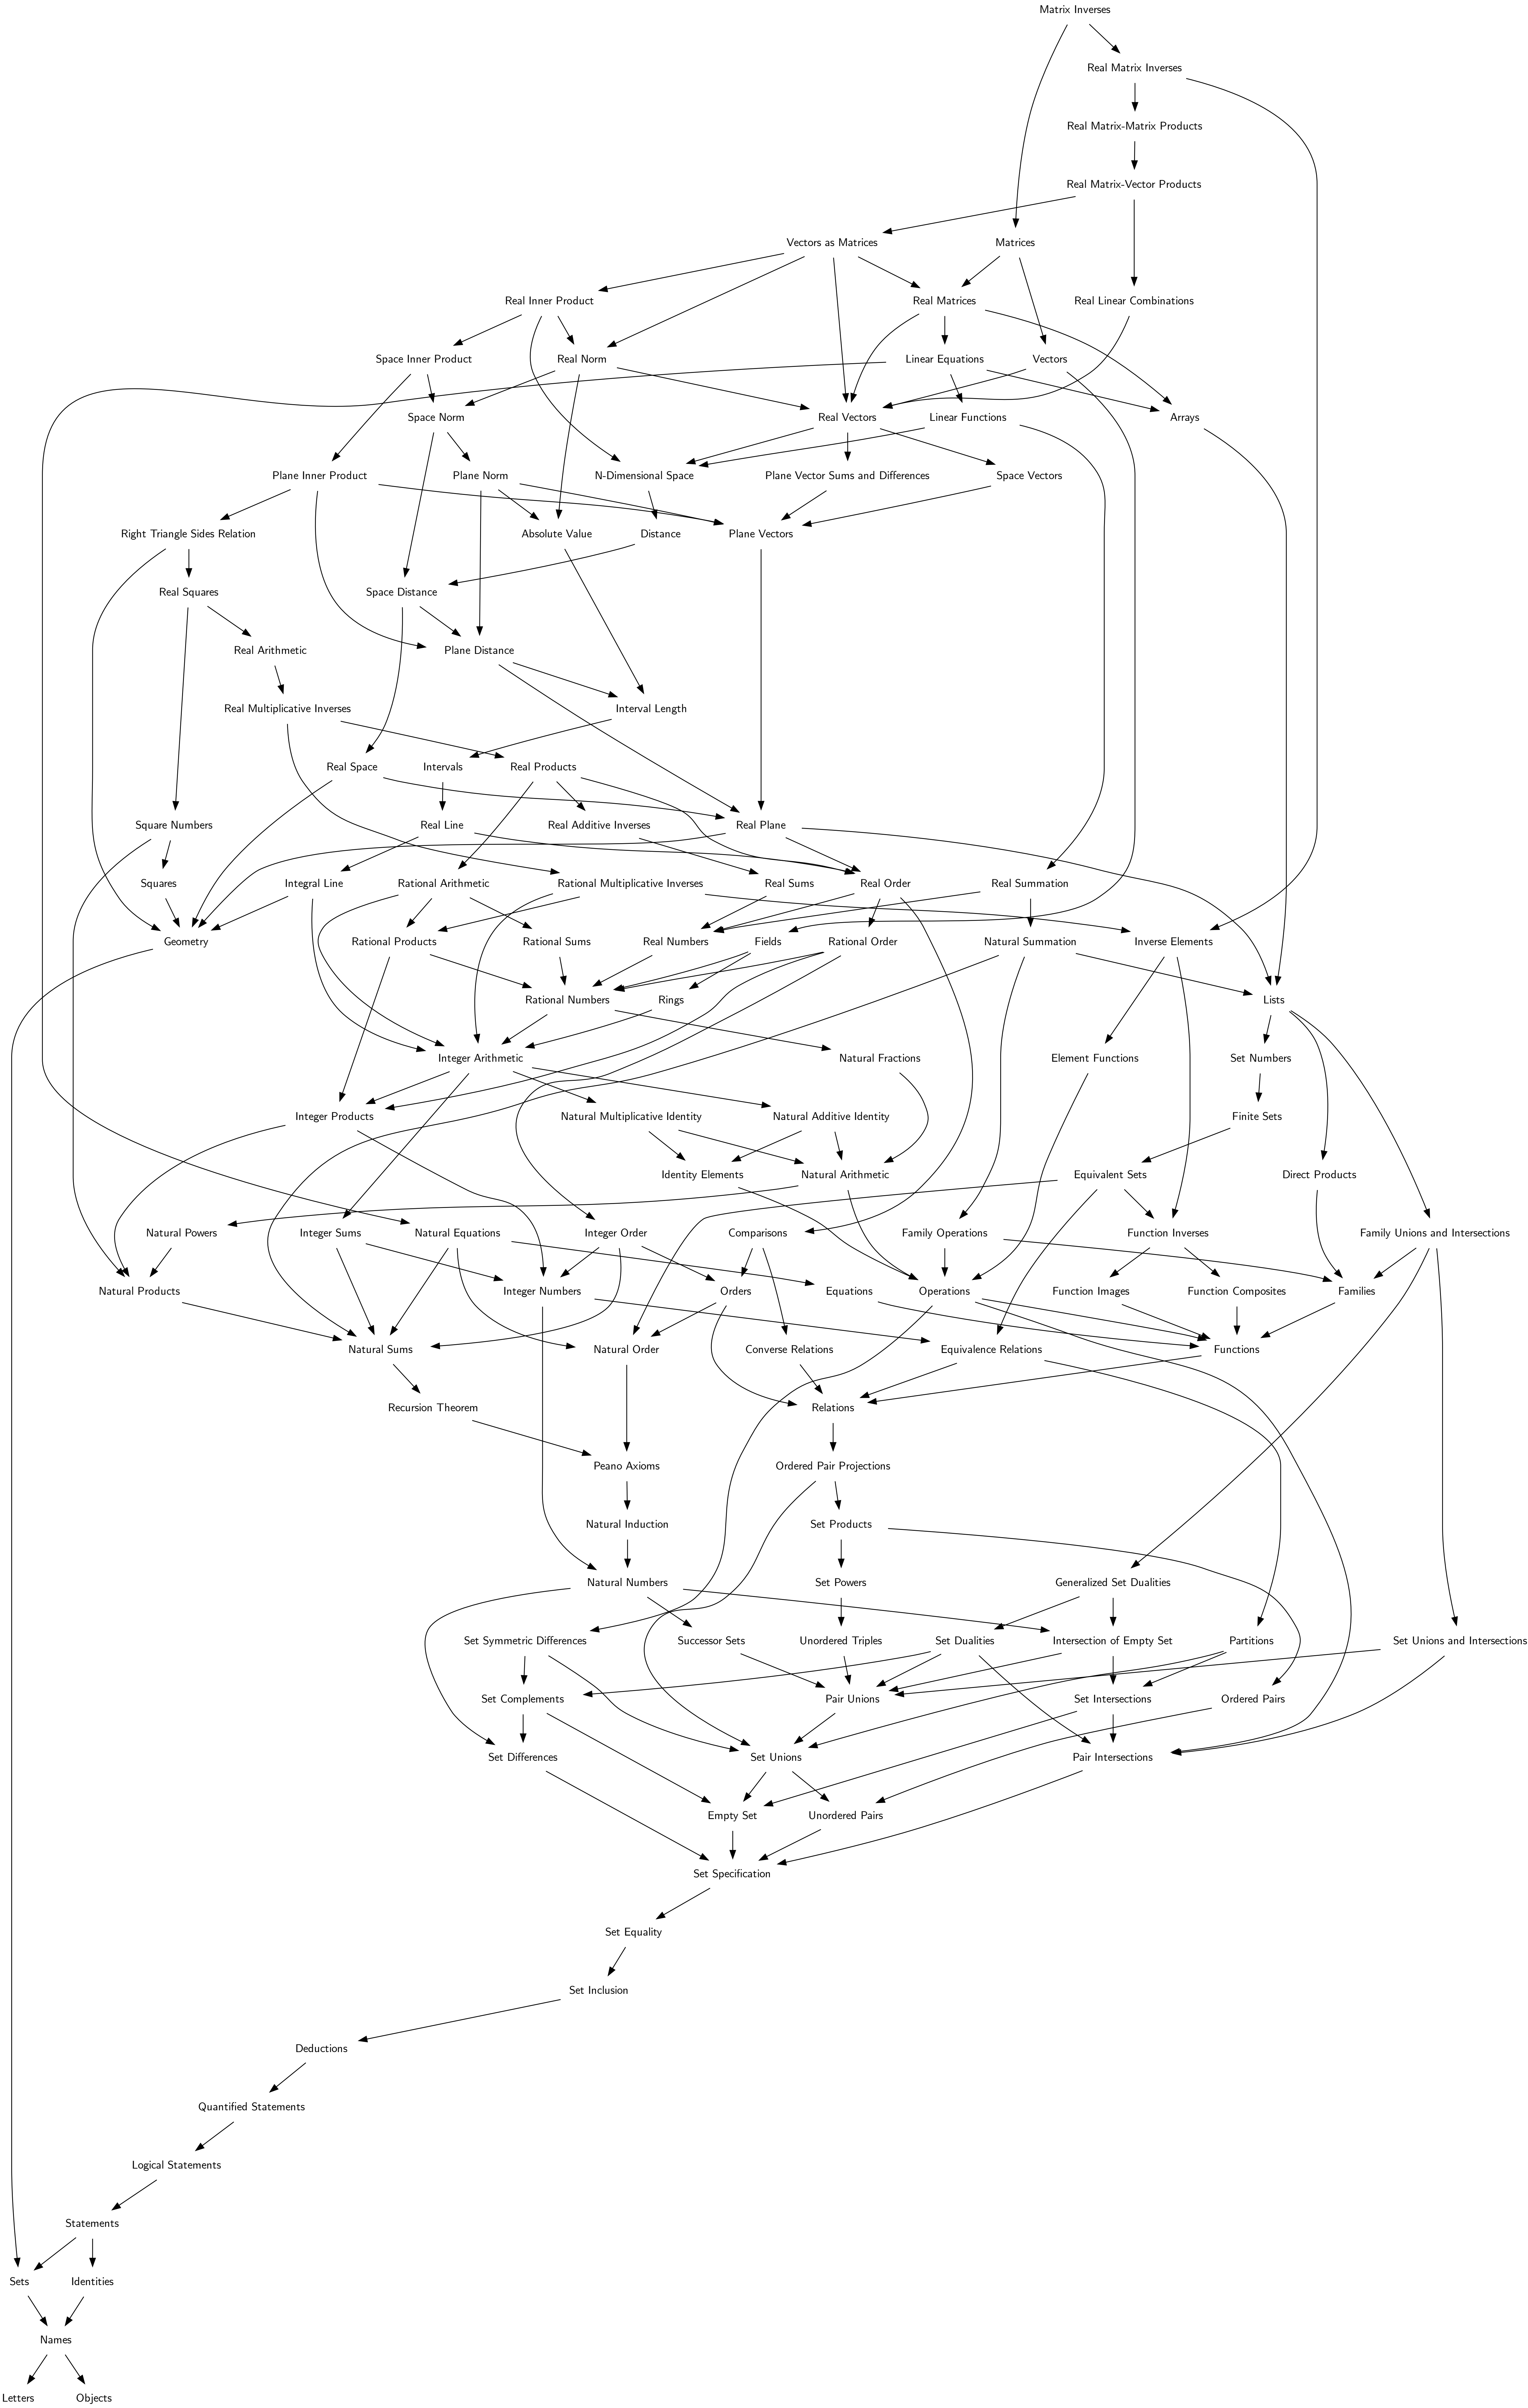 Matrix Inverses
Real Matrix Inverses
Real Matrix-Matrix Products
Real Matrix-Vector Products
Vectors as Matrices
Matrices
Real Inner Product
Real Matrices
Real Linear Combinations
Space Inner Product
Real Norm
Linear Equations
Vectors
Space Norm
Real Vectors
Linear Functions
Arrays
Plane Inner Product
Plane Norm
N-Dimensional Space
Plane Vector Sums and Differences
Space Vectors
Right Triangle Sides Relation
Absolute Value
Distance
Plane Vectors
Real Squares
Space Distance
Real Arithmetic
Plane Distance
Real Multiplicative Inverses
Interval Length
Real Space
Intervals
Real Products
Square Numbers
Real Line
Real Additive Inverses
Real Plane
Squares
Integral Line
Rational Arithmetic
Rational Multiplicative Inverses
Real Sums
Real Order
Real Summation
Geometry
Rational Products
Rational Sums
Real Numbers
Fields
Rational Order
Natural Summation
Inverse Elements
Rational Numbers
Rings
Lists
Integer Arithmetic
Natural Fractions
Element Functions
Set Numbers
Integer Products
Natural Multiplicative Identity
Natural Additive Identity
Finite Sets
Identity Elements
Natural Arithmetic
Equivalent Sets
Direct Products
Natural Powers
Integer Sums
Natural Equations
Integer Order
Comparisons
Family Operations
Function Inverses
Family Unions and Intersections
Natural Products
Integer Numbers
Orders
Equations
Operations
Function Images
Function Composites
Families
Natural Sums
Natural Order
Converse Relations
Equivalence Relations
Functions
Recursion Theorem
Relations
Peano Axioms
Ordered Pair Projections
Natural Induction
Set Products
Natural Numbers
Set Powers
Generalized Set Dualities
Set Symmetric Differences
Successor Sets
Unordered Triples
Set Dualities
Intersection of Empty Set
Partitions
Set Unions and Intersections
Set Complements
Pair Unions
Set Intersections
Ordered Pairs
Set Differences
Set Unions
Pair Intersections
Empty Set
Unordered Pairs
Set Specification
Set Equality
Set Inclusion
Deductions
Quantified Statements
Logical Statements
Statements
Sets
Identities
Names
Letters
Objects